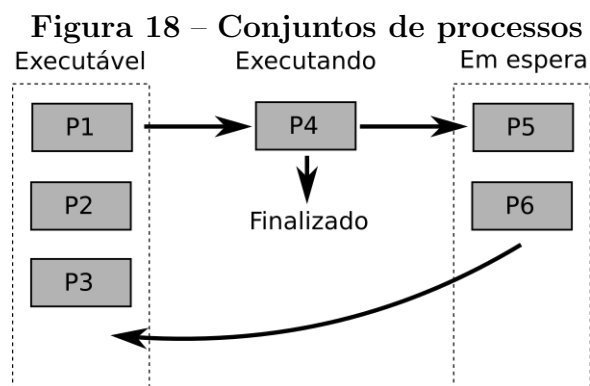 Figura 18 – Conjuntos de processos
Executável Executando Em espera
P1 P4 P5
P2 P6
Finalizado
P3